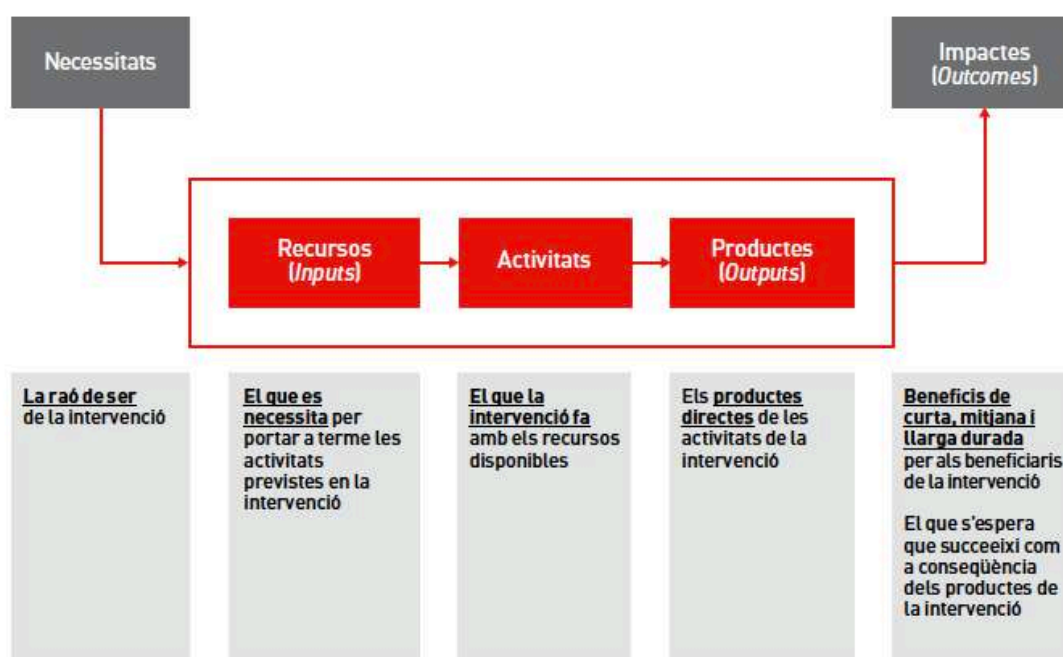 Necessitats
Impactes
(Outcomes)
Recursos
(Inputs)
Activitats
Productes
(Outputs)
La raó de ser
de la intervenció
El que es
necessita per
portar a terme les
activitats
previstes en la
intervenció
El que la
intervenció fa
amb els recursos
disponibles
Els productes
directes de les
activitats de la
intervenció
Beneficis de
curta, mitjana i
llarga durada
per als beneficiaris
de la intervenció
El que s'espera
que succeeixi com
a conseqüència
dels productes de
la intervenció